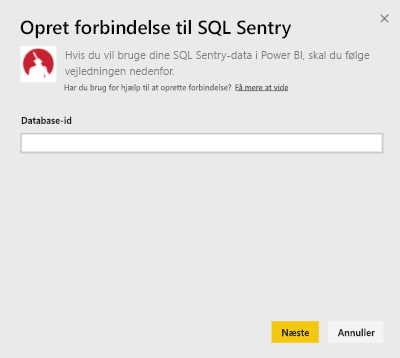 Opret forbindelse til SQL Sentry
Hvis du vil bruge dine SQL Sentry-data i Power BI, skal du følge
vejledningen nedenfor.
Har du brug for hjælp til at oprette forbindelse? Få mere at vide
Database-id
Næste Annuller